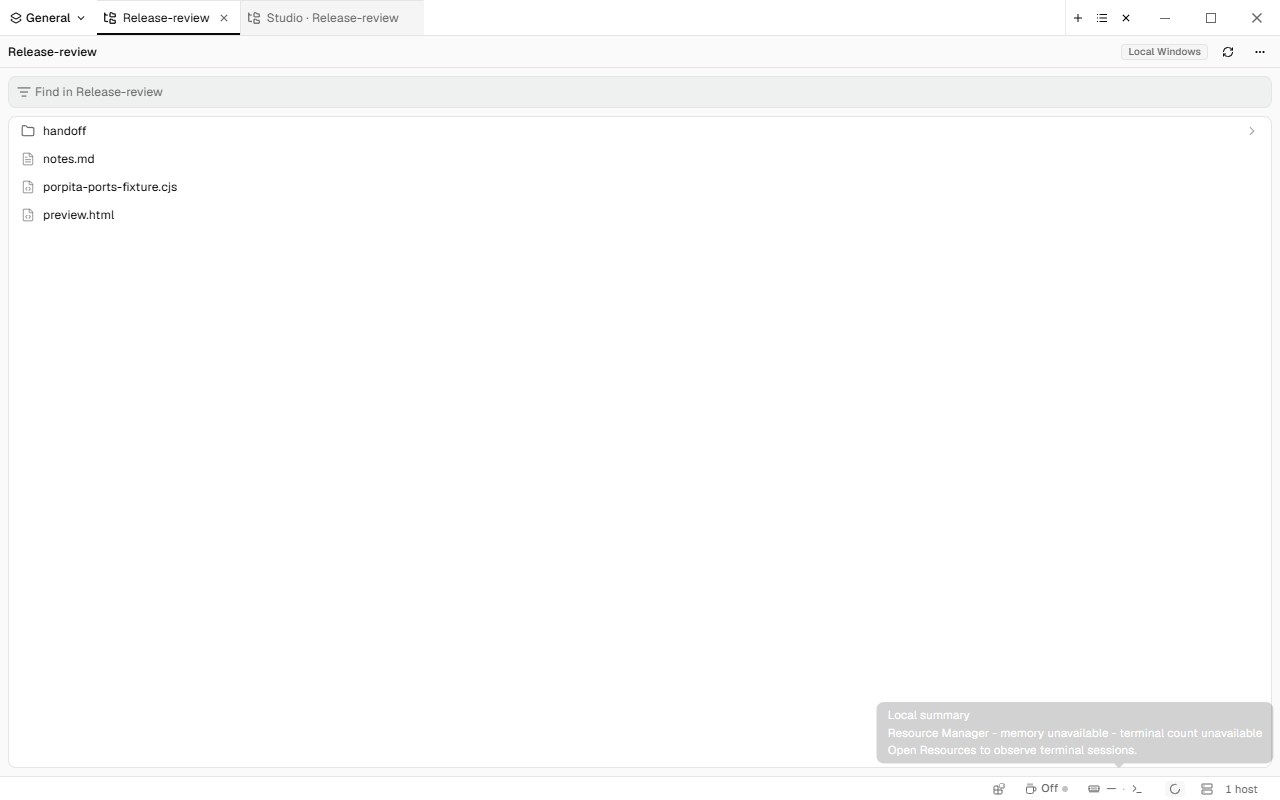 General
Release-review
Studio · Release-review
Release-review
Local Windows
Find in Release-review
handoff
notes.md
porpita-ports-fixture.cjs
preview.html
Local summary
Resource Manager - memory unavailable - terminal count unavailable
Open Resources to observe terminal sessions.
Off
— ·
1 host